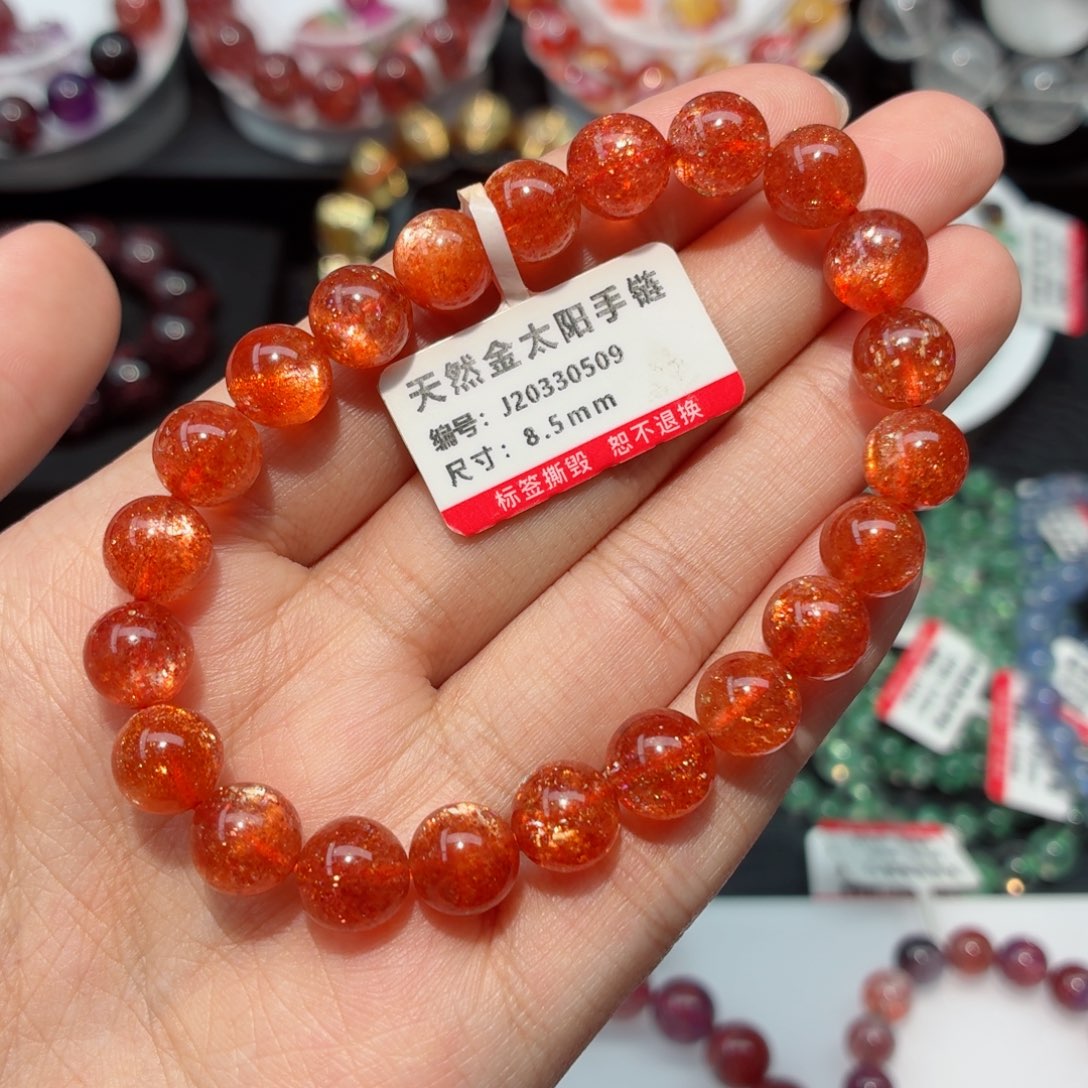 天然金太阳手链
编号：J20330509
尺寸：8.5mm
标签撕毁 恕不退换